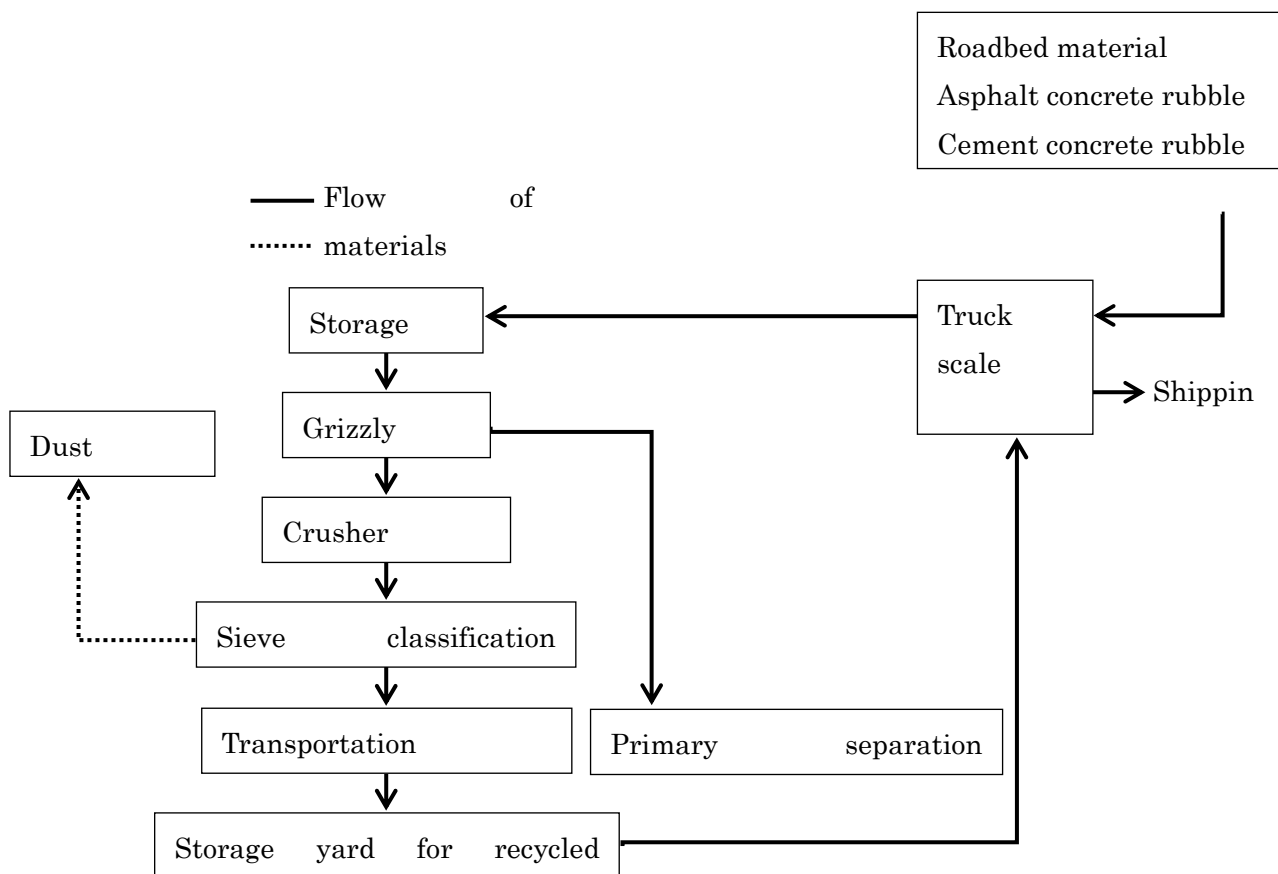 Roadbed material
Asphalt concrete rubble
Cement concrete rubble
Flow of
materials
Storage
Truck
scale
Grizzly
Shippin
Dust
Crusher
Sieve classification
Transportation
Primary separation
Storage yard for recycled